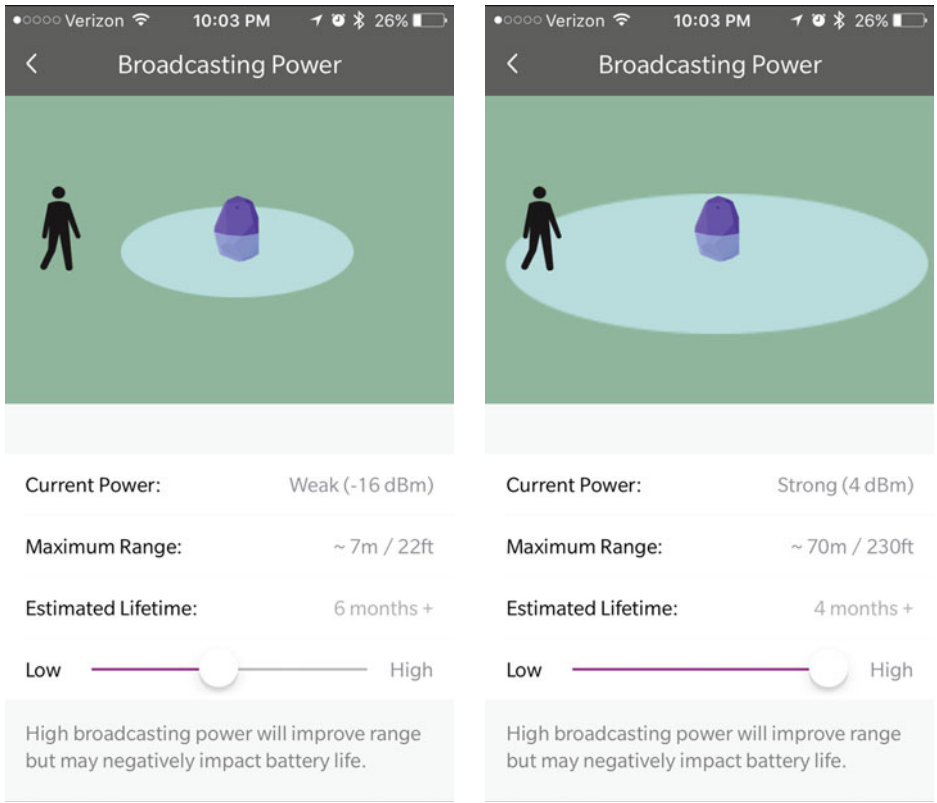 Verizon 10:03 PM 26%
Broadcasting Power
Current Power: Weak (-16 dBm)
Maximum Range: ~ 7m / 22ft
Estimated Lifetime: 6 months +
Low High
High broadcasting power will improve range
but may negatively impact battery life.
Verizon 10:03 PM 26%
Broadcasting Power
Current Power: Strong (4 dBm)
Maximum Range: ~ 70m / 230ft
Estimated Lifetime: 4 months +
Low High
High broadcasting power will improve range
but may negatively impact battery life.